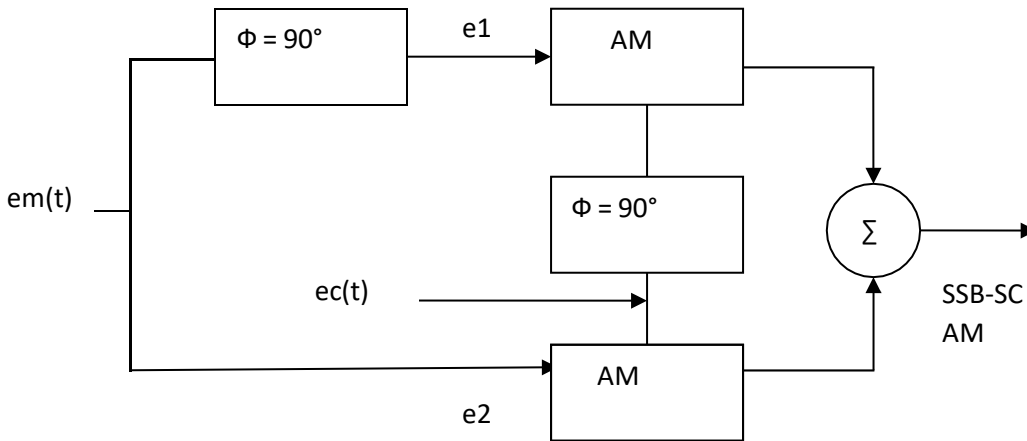 Φ = 90°
e1
AM
em(t)
Φ = 90°
Σ
ec(t)
SSB-SC
AM
AM
e2